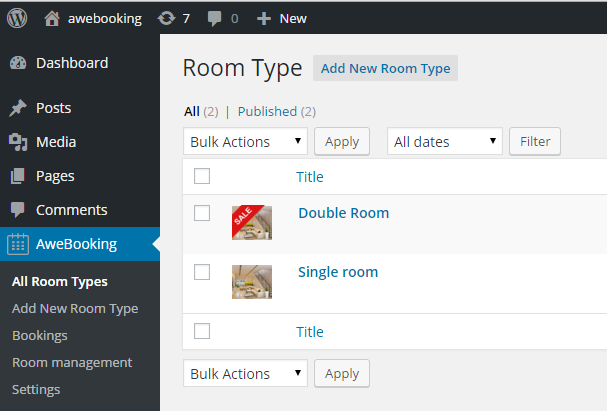 awebooking 7 0 + New
Dashboard
Posts
Media
Pages
Comments
AweBooking
All Room Types
Add New Room Type
Bookings
Room management
Settings
Room Type Add New Room Type
All (2) | Published (2)
Bulk Actions Apply All dates Filter
Title
SALE Double Room
Single room
Title
Bulk Actions Apply